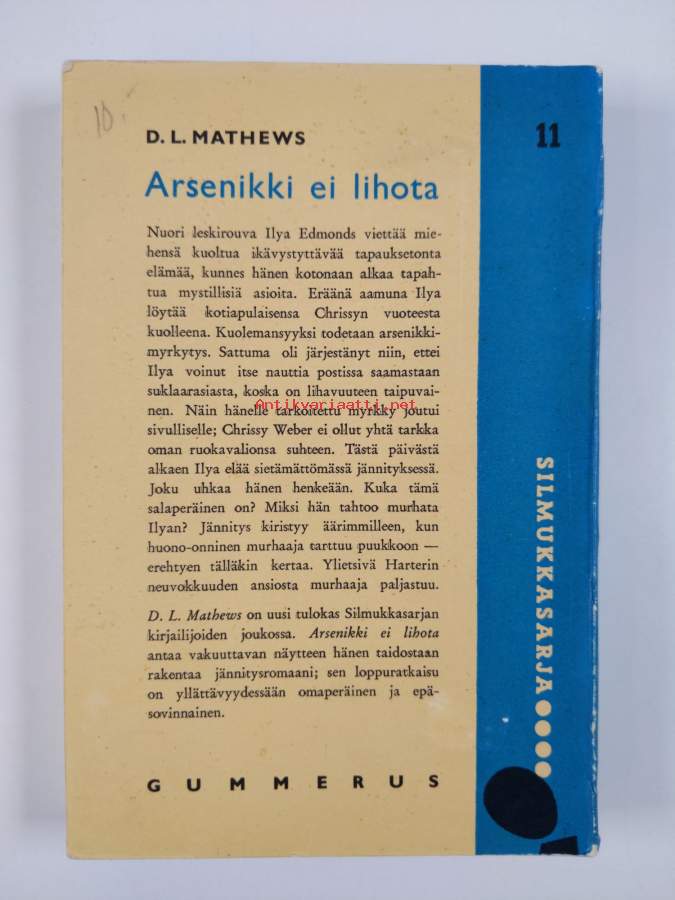 10.
D. L. MATHEWS
11
Arsenikki ei lihota
Nuori leskirouva Ilya Edmonds viettää mie-
hensä kuoltua ikävystyttävää tapauksetonta
elämää, kunnes hänen kotonaan alkaa tapah-
tua mystillisiä asioita. Eräänä aamuna Ilya
löytää kotiapulaisensa Chrissyn vuoteesta
kuolleena. Kuolemansyyksi todetaan arsenikki-
myrkytys. Sattuma oli järjestänyt niin, ettei
Ilya voinut itse nauttia postissa saamastaan
suklaarasiasta, koska on lihavuuteen taipuvai-
nen. Näin hänelle tarkoitettu myrkky joutui
Antikvariaatti.net
sivulliselle; Chrissy Weber ei ollut yhtä tarkka
oman ruokavalionsa suhteen. Tästä päivästä
alkaen Ilya elää sietämättömässä jännityksessä.
Joku uhkaa hänen henkeään. Kuka tämä
salaperäinen on? Miksi hän tahtoo murhata
Ilyan? Jännitys kiristyy äärimmilleen, kun
huono-onninen murhaaja tarttuu puukkoon —
erehtyen tälläkin kertaa. Ylietsivä Harterin
neuvokkuuden ansiosta murhaaja paljastuu.
D. L. Mathews on uusi tulokas Silmukkasarjan
kirjailijoiden joukossa. Arsenikki ei lihota
antaa vakuuttavan näytteen hänen taidostaan
rakentaa jännitysromaani; sen loppuratkaisu
on yllättävyydessään omaperäinen ja epä-
sovinnainen.
GUMMERUS
SILMUKKASARJA